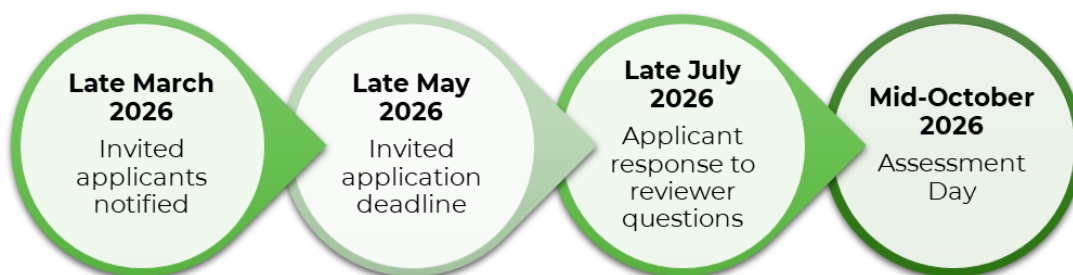 Late March
2026
Invited
applicants
notified
Late May
2026
Invited
application
deadline
Late July
2026
Applicant
response to
reviewer
questions
Mid-October
2026
Assessment
Day